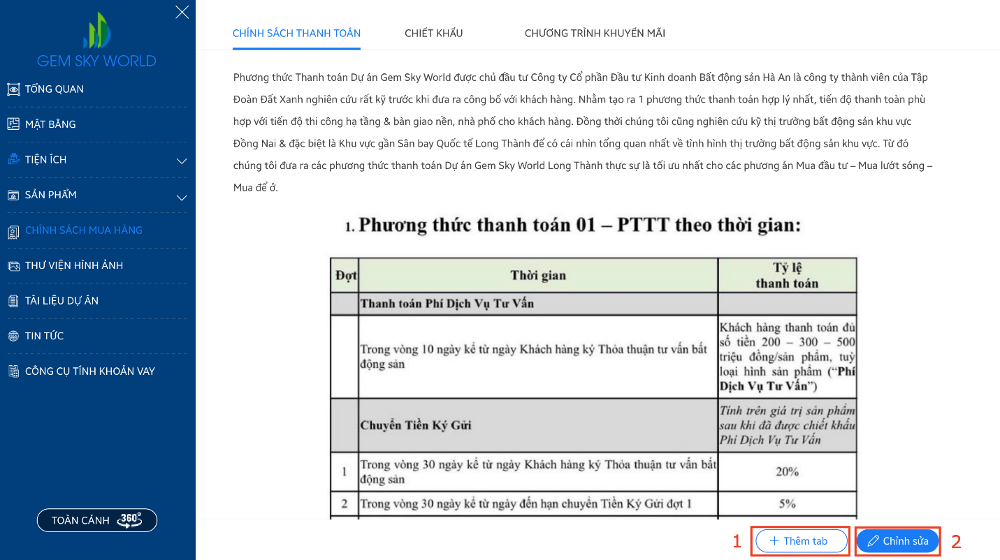 GEM SKY WORLD
TỔNG QUAN
MẶT BẰNG
TIỆN ÍCH
SẢN PHẨM
CHÍNH SÁCH MUA HÀNG
THƯ VIỆN HÌNH ẢNH
TÀI LIỆU DỰ ÁN
TIN TỨC
CÔNG CỤ TÍNH KHOẢN VAY
TOÀN CẢNH 360°
CHÍNH SÁCH THANH TOÁN
CHIẾT KHẤU
CHƯƠNG TRÌNH KHUYẾN MÃI
Phương thức Thanh toán Dự án Gem Sky World được chủ đầu tư Công ty Cổ phần Đầu tư Kinh doanh Bất động sản Hà An là công ty thành viên của Tập
Đoàn Đất Xanh nghiên cứu rất kỹ trước khi đưa ra công bố với khách hàng. Nhằm tạo ra 1 phương thức thanh toán hợp lý nhất, tiến độ thanh toàn phù
hợp với tiến độ thi công hạ tầng & bàn giao nền, nhà phố cho khách hàng. Đồng thời chúng tôi cũng nghiên cứu kỹ thị trường bất động sản khu vực
Đồng Nai & đặc biệt là Khu vực gần Sân bay Quốc tế Long Thành để có cái nhìn tổng quan nhất về tình hình thị trường bất động sản khu vực. Từ đó
chúng tôi đưa ra các phương thức thanh toán Dự án Gem Sky World Long Thành thực sự là tối ưu nhất cho các phương án Mua đầu tư – Mua lướt sóng –
Mua để ở.
1. Phương thức thanh toán 01 – PTTT theo thời gian:
Đợt
Thời gian
Tỷ lệ
thanh toán
Thanh toán Phí Dịch Vụ Tư Vấn
Trong vòng 10 ngày kể từ ngày Khách hàng ký Thỏa thuận tư vấn bất
động sản
Khách hàng thanh toán đủ
số tiền 200 – 300 – 500
triệu đồng/sản phẩm, tuỳ
loại hình sản phẩm (“Phí
Dịch Vụ Tư Vấn”)
Chuyển Tiền Ký Gửi
Tính trên giá trị sản phẩm
sau khi đã được chiết khấu
Phí Dịch Vụ Tư Vấn
1
Trong vòng 30 ngày kể từ ngày Khách hàng ký Thỏa thuận tư vấn bất
động sản
20%
2
Trong vòng 30 ngày kể từ ngày đến hạn chuyển Tiền Ký Gửi đợt 1
5%
1
Thêm tab
Chỉnh sửa
2